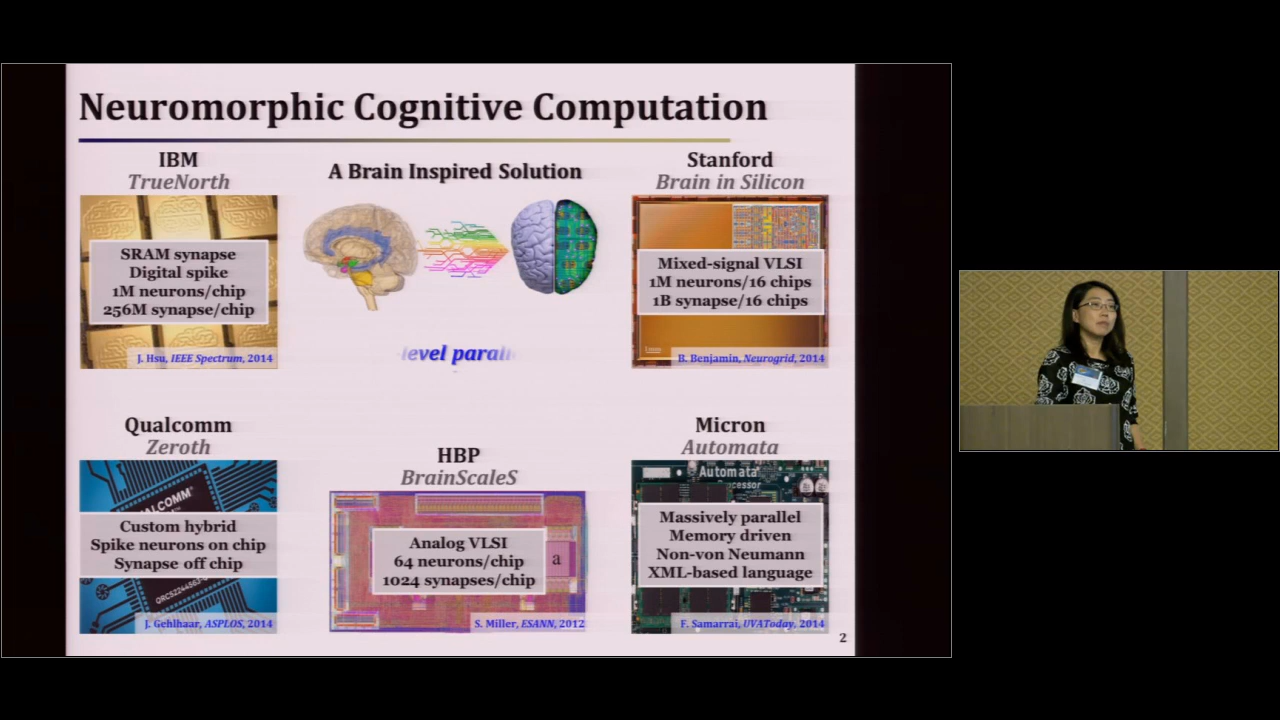 Neuromorphic Cognitive Computation
IBM
TrueNorth
SRAM synapse
Digital spike
1M neurons/chip
256M synapse/chip
J. Hsu, IEEE Spectrum, 2014
A Brain Inspired Solution
Stanford
Brain in Silicon
Mixed-signal VLSI
1M neurons/16 chips
1B synapse/16 chips
B. Benjamin, Neurogrid, 2014
level paral
Qualcomm
Zeroth
ALCOMM
Custom hybrid
Spike neurons on chip
Synapse off chip
J. Gehlhaar, ASPLOS, 2014
HBP
BrainScaleS
Analog VLSI
64 neurons/chip
1024 synapses/chip
a
S. Miller, ESANN, 2012
Micron
Automata
Automata
cessor
Massively parallel
Memory driven
Non-von Neumann
XML-based language
F. Samarrai, UVAToday, 2014
2